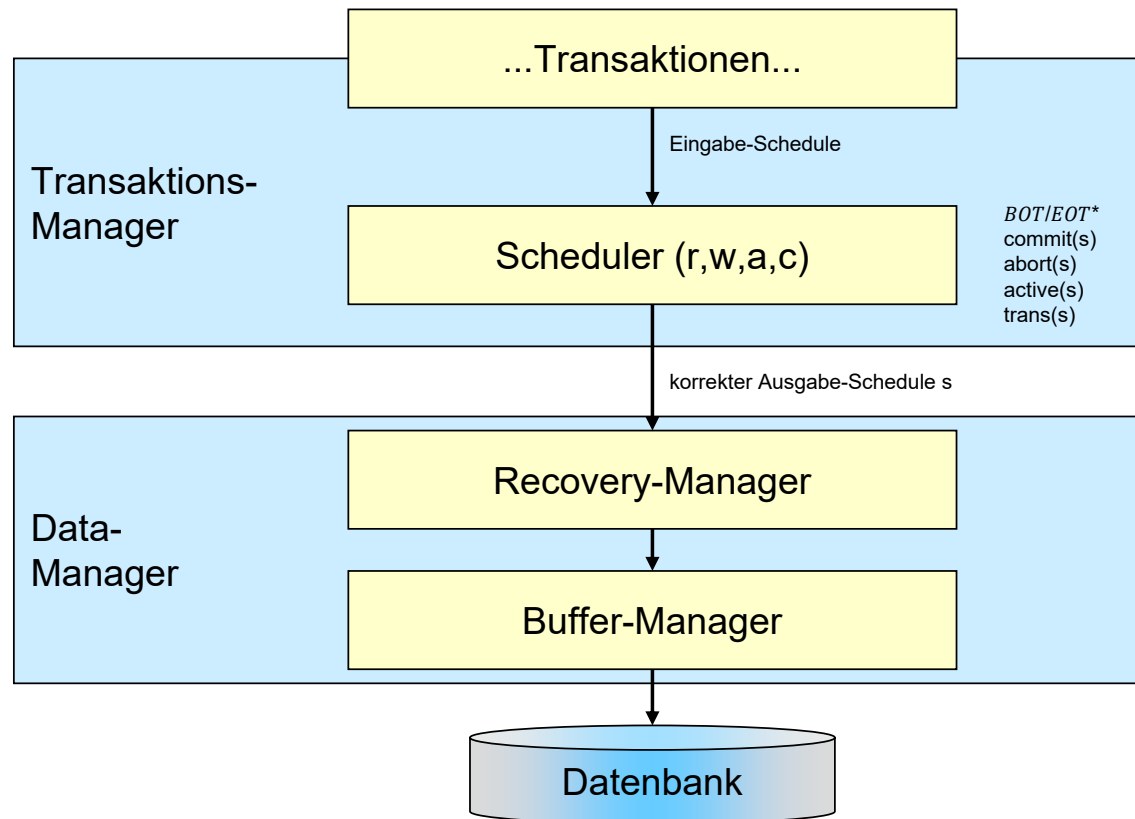 ...Transaktionen...
Eingabe-Schedule
Transaktions-
Manager
Scheduler (r,w,a,c)
BOT/EOT*
commit(s)
abort(s)
active(s)
trans(s)
korrekter Ausgabe-Schedule s
Recovery-Manager
Data-
Manager
Buffer-Manager
Datenbank